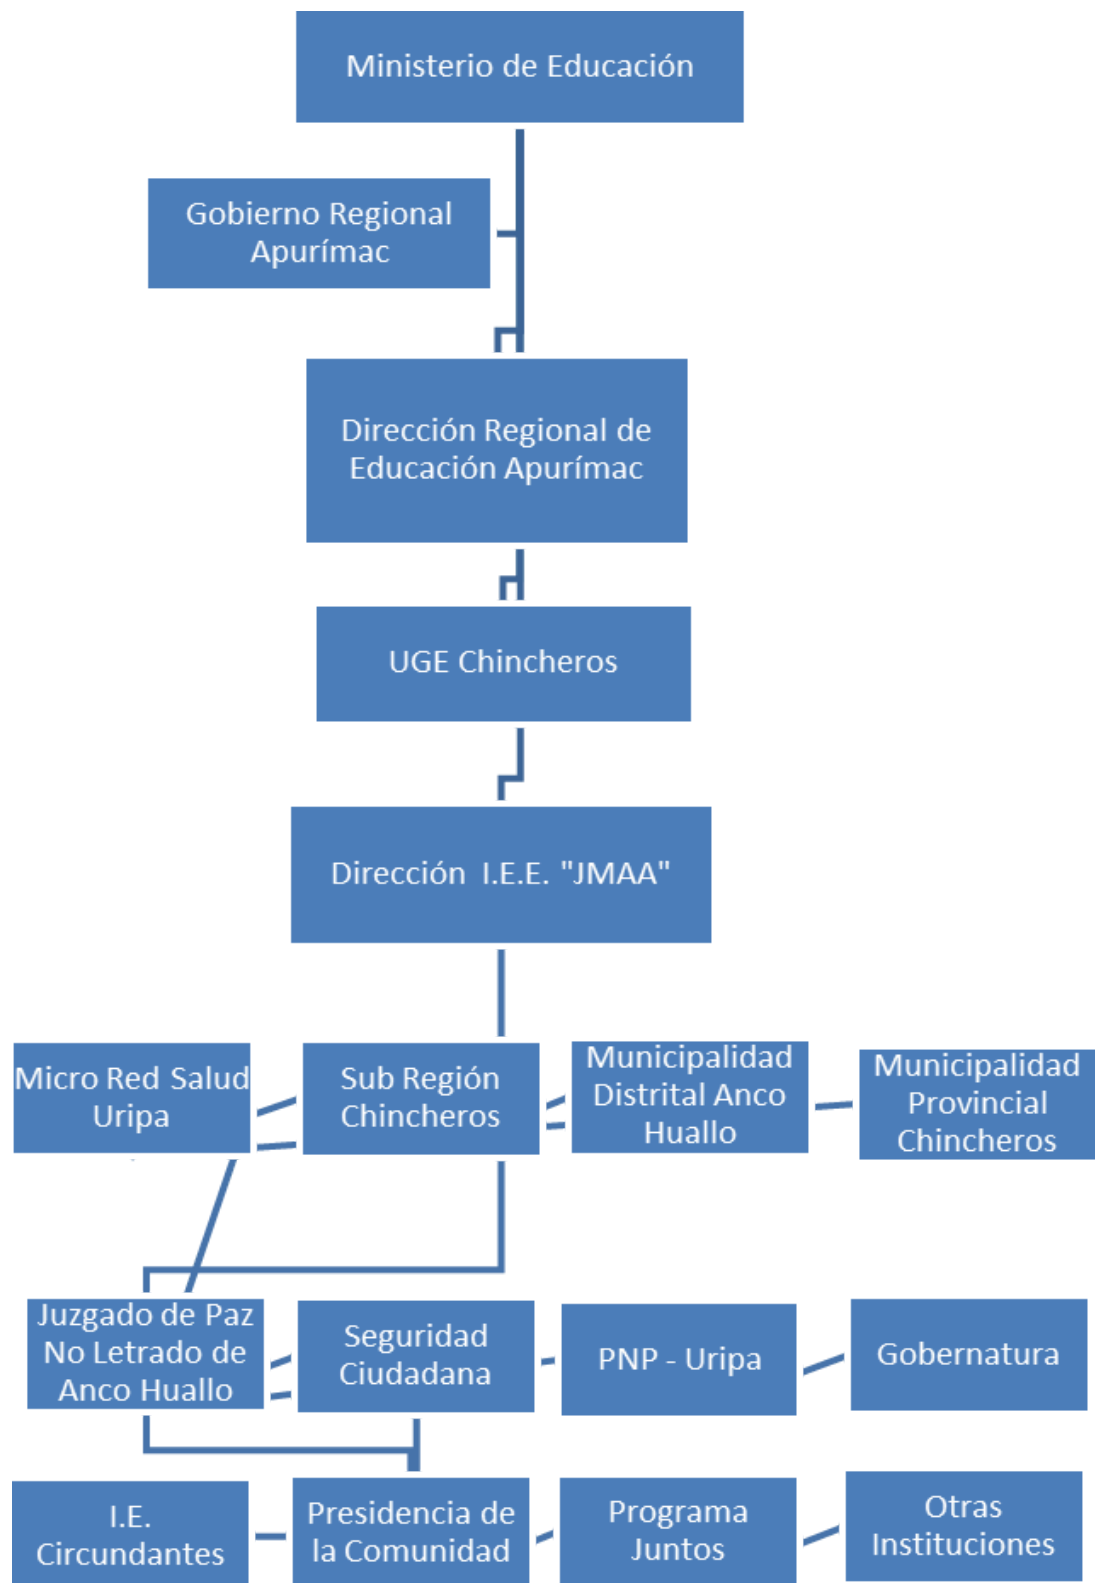 Ministerio de Educación
Gobierno Regional
Apurímac
Dirección Regional de
Educación Apurímac
UGE Chincheros
Dirección I.E.E. "JMAA"
Micro Red Salud
Uripa
Sub Región
Chincheros
Municipalidad
Distrital Anco
Huallo
Municipalidad
Provincial
Chincheros
Juzgado de Paz
No Letrado de
Anco Huallo
Seguridad
Ciudadana
PNP - Uripa
Gobernatura
I.E.
Circundantes
Presidencia de
la Comunidad
Programa
Juntos
Otras
Instituciones